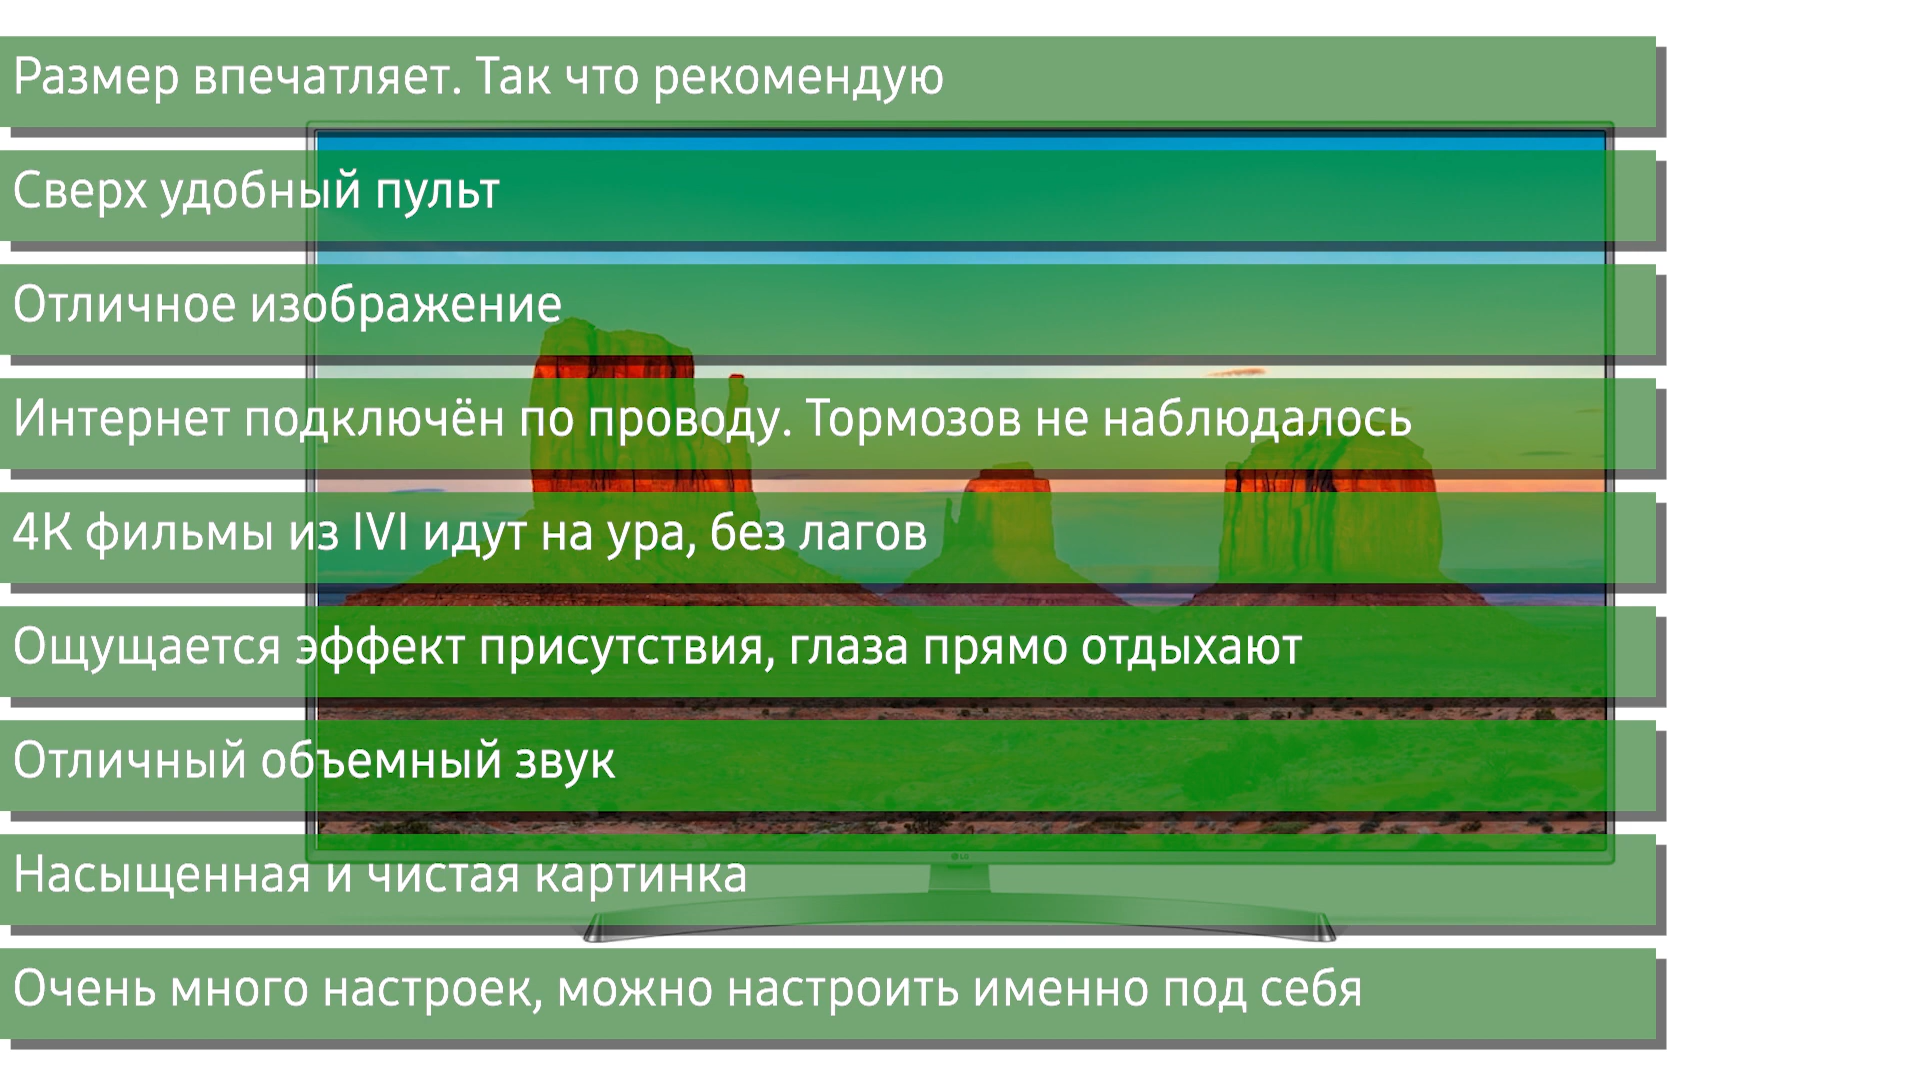 Размер впечатляет. Так что рекомендую
Сверх удобный пульт
Отличное изображение
Интернет подключён по проводу. Тормозов не наблюдалось
4К фильмы из IVI идут на ура, без лагов
Ощущается эффект присутствия, глаза прямо отдыхают
Отличный объемный звук
Насыщенная и чистая картинка
LG
Очень много настроек, можно настроить именно под себя